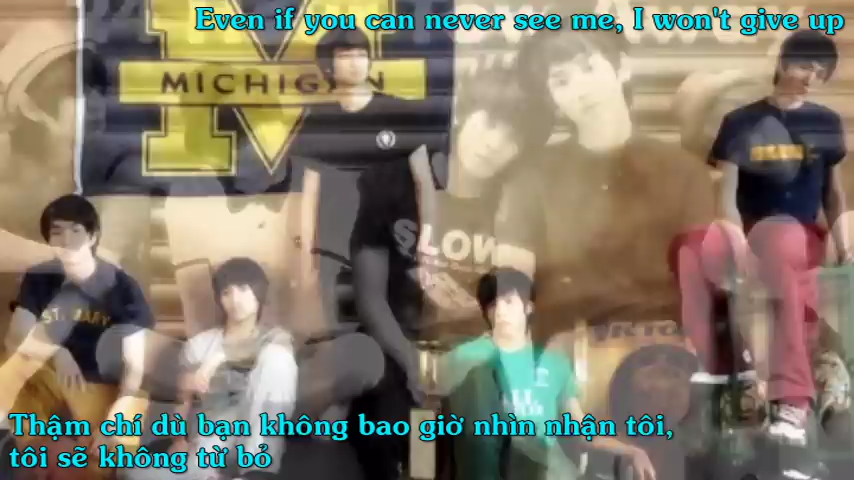 Even if you can never see me, I won't give up
MICHIGAN
SLOW
Thậm chí dù bạn không bao giờ nhìn nhận tôi,
tôi sẽ không từ bỏ